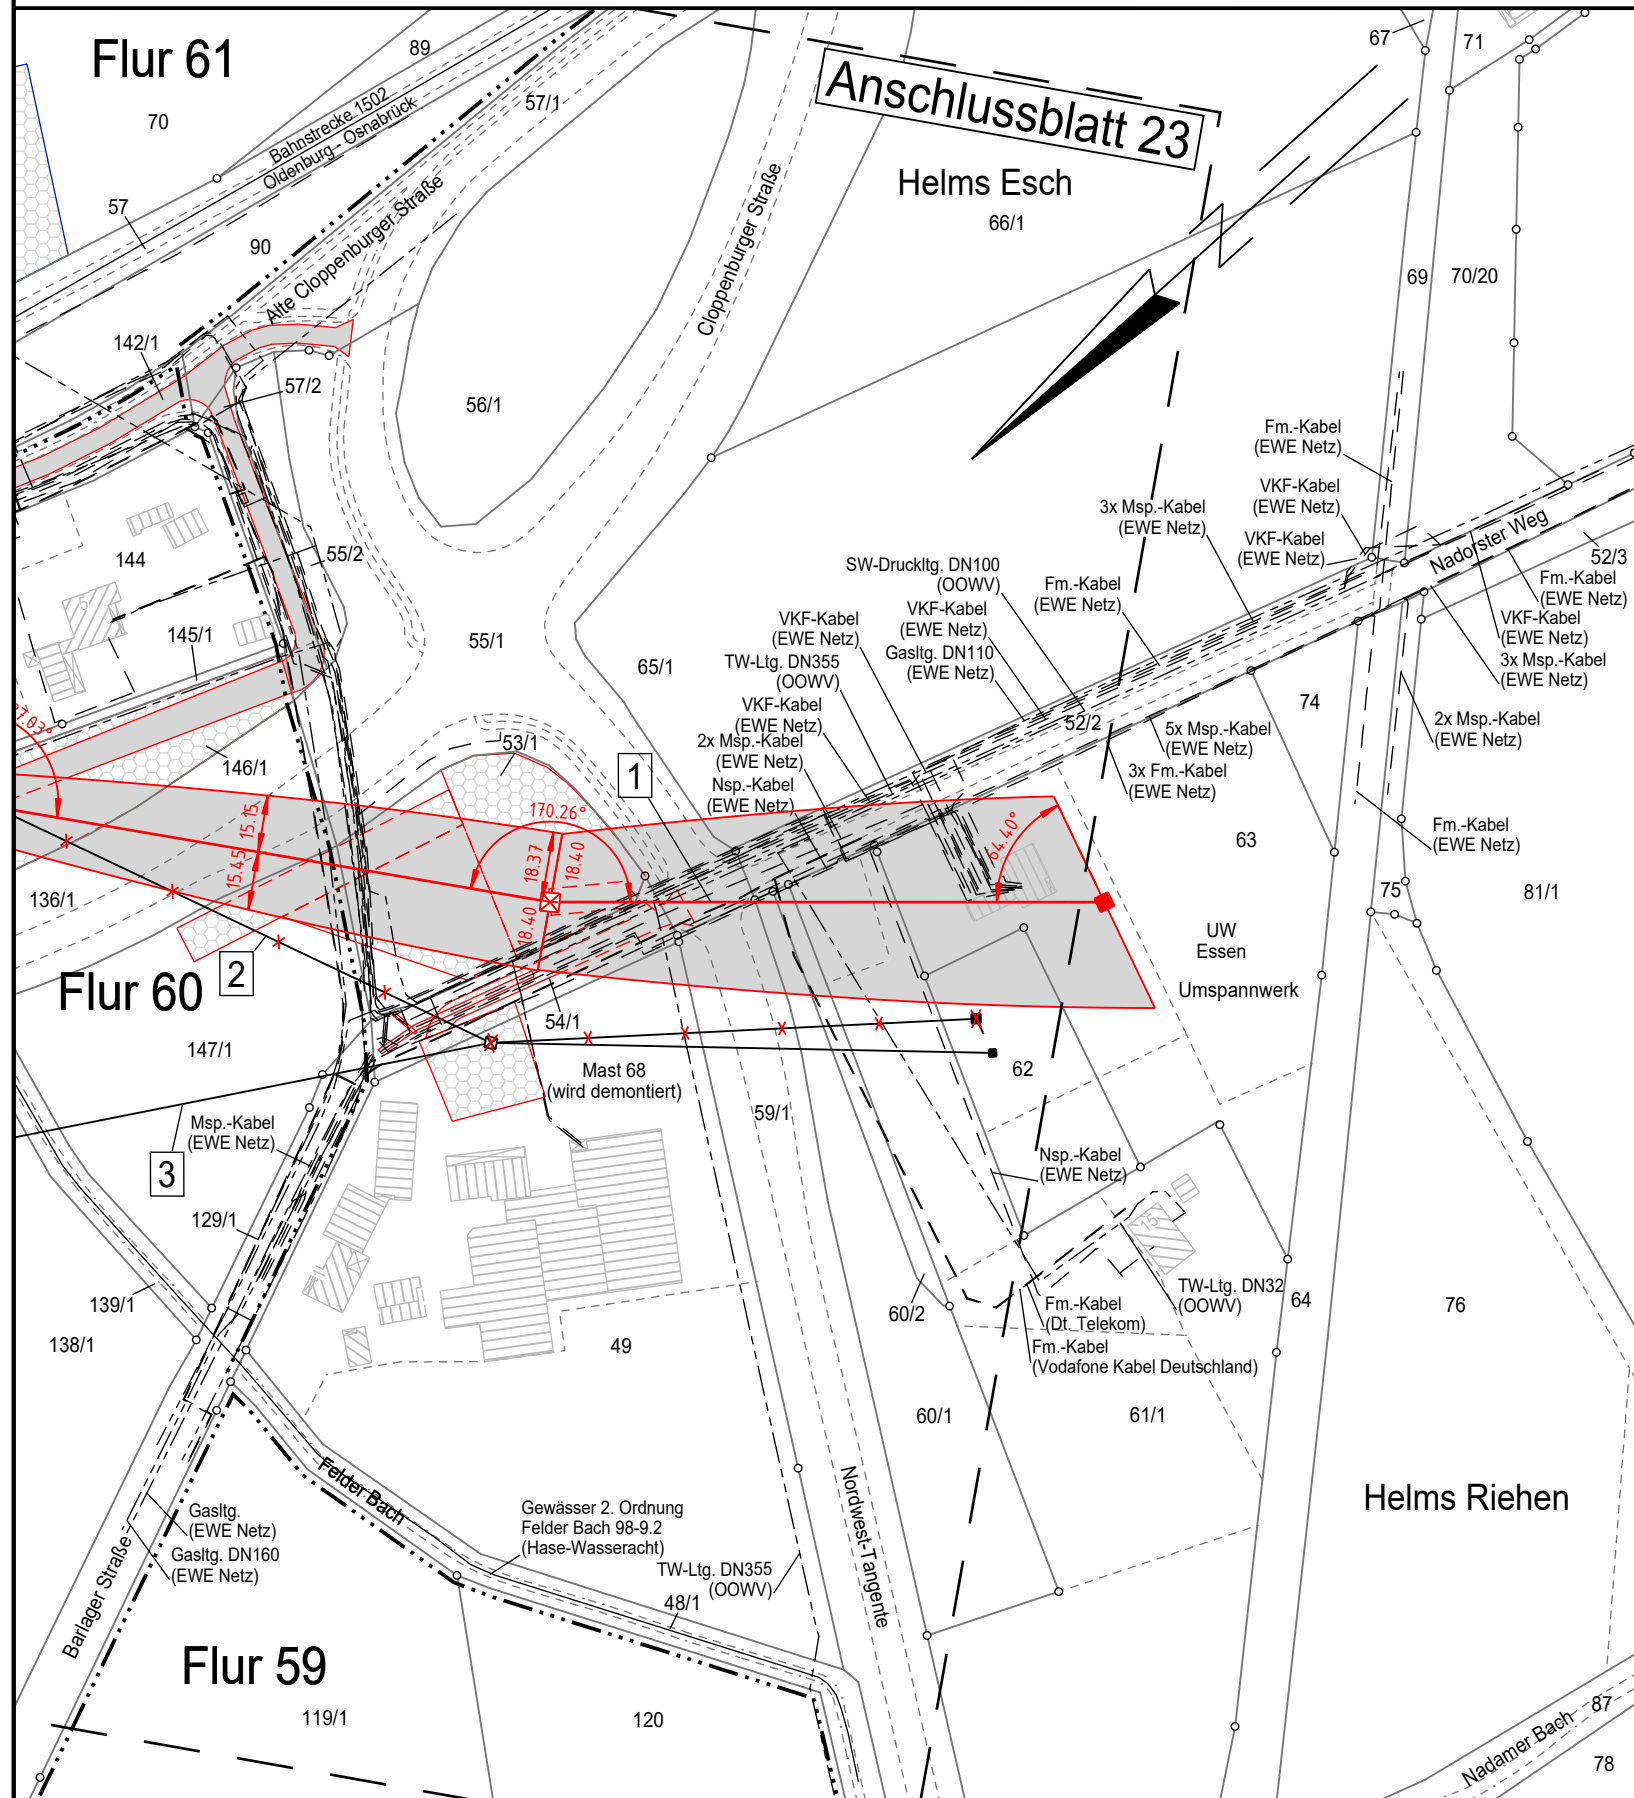 Flur 61
89
70
Bahnstrecke 1502
Oldenburg - Osnabrück
57/1
57
90
Alte Cloppenburger Straße
Cloppenburger Straße
Anschlussblatt 23
Helms Esch
66/1
67
71
69
70/20
142/1
57/2
56/1
144
55/2
5
145/1
55/1
65/1
146/1
53/1
Fm.-Kabel
(EWE Netz)
VKF-Kabel
(EWE Netz)
VKF-Kabel
(EWE Netz)
3x Msp.-Kabel
(EWE Netz)
SW-Druckltg. DN100
(OOWV)
Fm.-Kabel
(EWE Netz)
VKF-Kabel
(EWE Netz)
VKF-Kabel
(EWE Netz)
Gasltg. DN110
(EWE Netz)
TW-Ltg. DN355
(OOWV)
VKF-Kabel
(EWE Netz)
2x Msp.-Kabel
(EWE Netz)
Nsp.-Kabel
(EWE Netz)
Nadorster Weg
52/3
Fm.-Kabel
(EWE Netz)
VKF-Kabel
(EWE Netz)
3x Msp.-Kabel
(EWE Netz)
2x Msp.-Kabel
(EWE Netz)
52/2
5x Msp.-Kabel
(EWE Netz)
3x Fm.-Kabel
(EWE Netz)
74
Fm.-Kabel
(EWE Netz)
63
75
81/1
1
170.26°
64.40°
15.15
15.45
18.37
18.40
18.40
136/1
2
Flur 60
UW
Essen
Umspannwerk
54/1
147/1
Mast 68
(wird demontiert)
62
59/1
Msp.-Kabel
(EWE Netz)
3
129/1
139/1
138/1
Nsp.-Kabel
(EWE Netz)
15
TW-Ltg. DN32
(OOWV)
60/2
Fm.-Kabel
(Dt. Telekom)
Fm.-Kabel
(Vodafone Kabel Deutschland)
64
76
49
60/1
61/1
Felder Bach
Nordwest-Tangente
Helms Riehen
Gasltg.
(EWE Netz)
Gasltg. DN160
(EWE Netz)
Gewässer 2. Ordnung
Felder Bach 98-9.2
(Hase-Wasseracht)
TW-Ltg. DN355
(OOWV)
48/1
Barlager Straße
Flur 59
119/1
120
Nadamer Bach
87
78